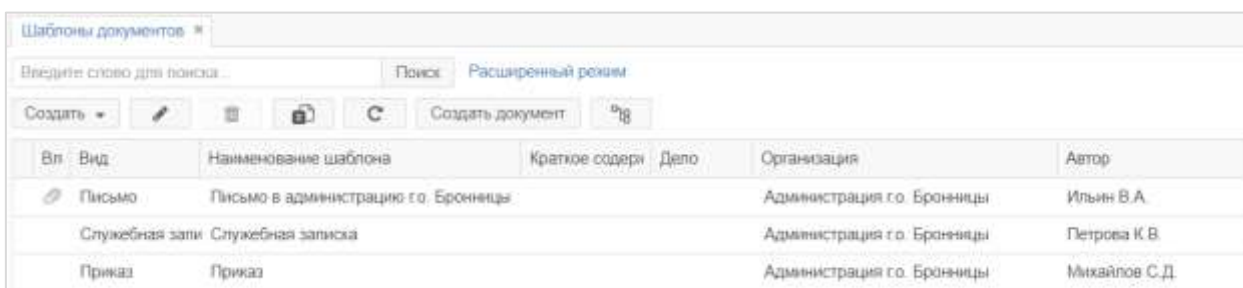 Шаблоны документов ×
Введите слово для поиска... Поиск Расширенный режим
Создать Создать документ
Вл Вид Наименование шаблона Краткое содерж Дело Организация Автор
Письмо Письмо в администрацию г.о. Бронницы Администрация г.о. Бронницы Ильин В.А.
Служебная запи Служебная записка Администрация г.о. Бронницы Петрова К.В.
Приказ Приказ Администрация г.о. Бронницы Михайлов С.Д.